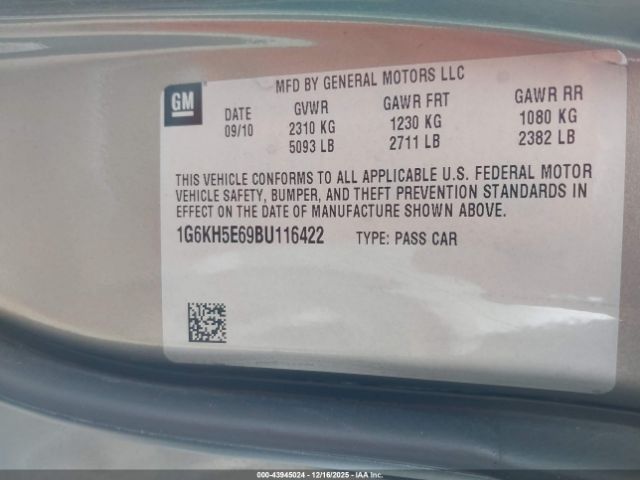 GM
MFD BY GENERAL MOTORS LLC
DATE GVWR GAWR FRT GAWR RR
09/10 2310 KG 1230 KG 1080 KG
5093 LB 2711 LB 2382 LB
THIS VEHICLE CONFORMS TO ALL APPLICABLE U.S. FEDERAL MOTOR
VEHICLE SAFETY, BUMPER, AND THEFT PREVENTION STANDARDS IN
EFFECT ON THE DATE OF MANUFACTURE SHOWN ABOVE.
1G6KH5E69BU116422 TYPE: PASS CAR
000-43945024 | 12/16/2025 - Copyright © IAA, Inc.